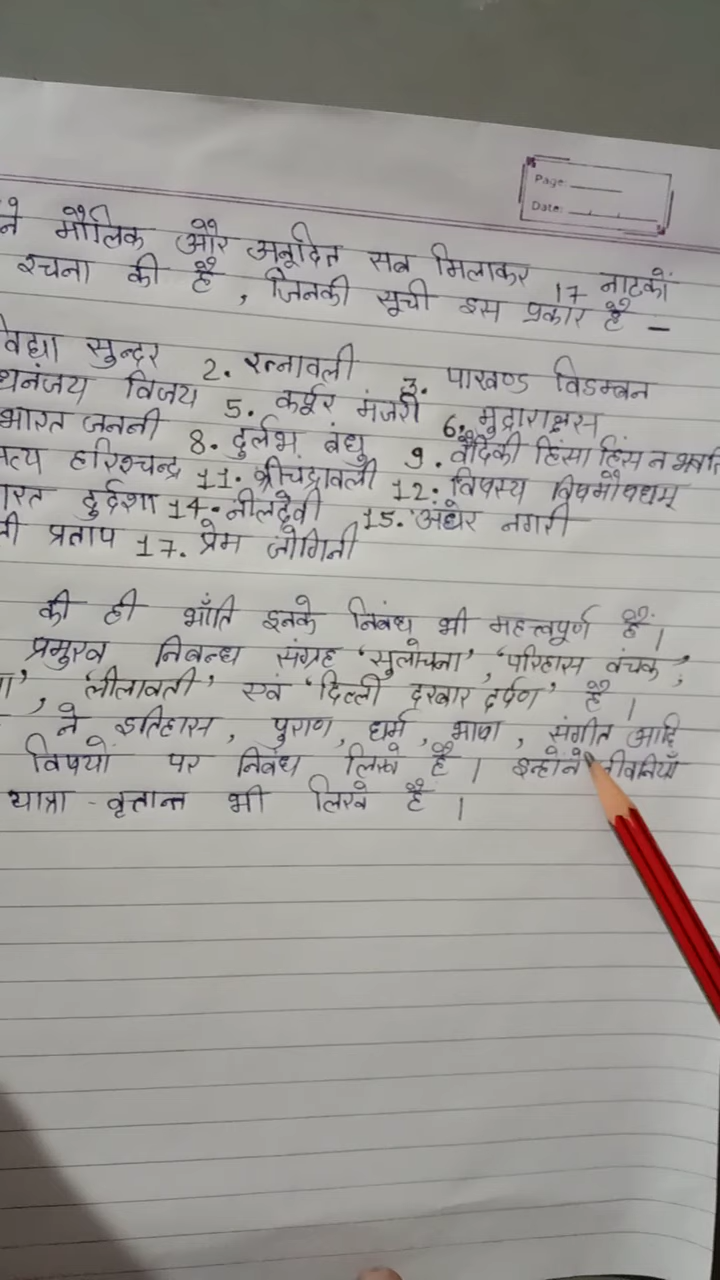 Page:
Date:
ने मौलिक और अनूदित सब मिलाकर 17 नाटकों
रचना की है, जिनकी सूची इस प्रकार है –
विद्या सुन्दर 2. रत्नावली 3. पाखण्ड विडम्बन
धनंजय विजय 5. कर्पूर मंजरी 6. मुद्राराक्षस
भारत जननी 8. दुर्लभ बंधु 9. वैदिकी हिंसा हिंसा न भवति
सत्य हरिश्चन्द्र 11. श्रीचंद्रावली 12. विषस्य विषमौषधम्
रत दुर्दशा 14. नीलदेवी 15. अंधेर नगरी
प्रताप 17. प्रेम जोगिनी
की ही भाँति इनके निबंध भी महत्त्वपूर्ण हैं।
प्रमुख निबन्ध संग्रह 'सुलोचना', 'परिहास वंचक',
'लीलावती' एवं 'दिल्ली दरबार दर्पण' है।
ने इतिहास, पुराण, धर्म, भाषा, संगीत आदि
विषयों पर निबंध लिखे है। इन्होंने जीवनियाँ
यात्रा - वृत्तान्त भी लिखे है।